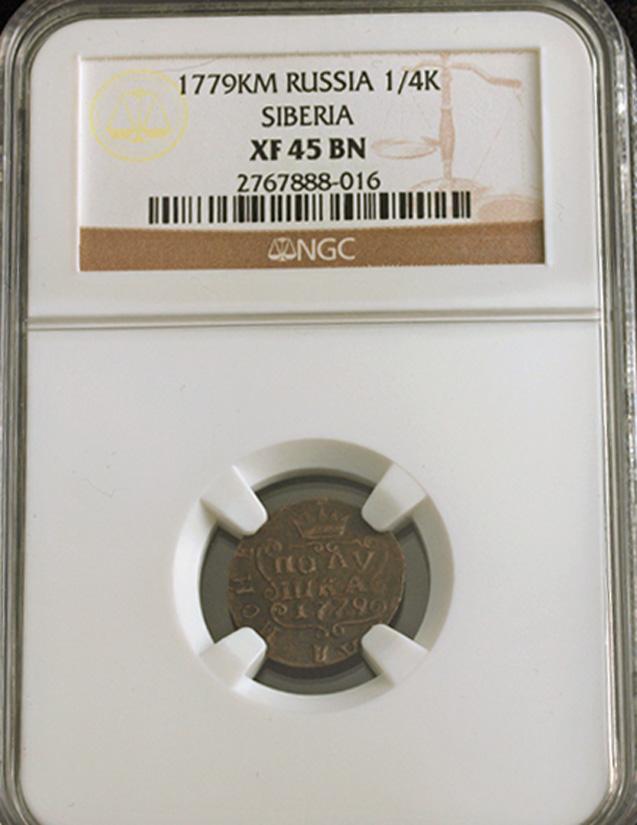 1779KM RUSSIA 1/4K
SIBERIA
XF 45 BN
2767888-016
NGC
ПОЛУ
ШКА
1779